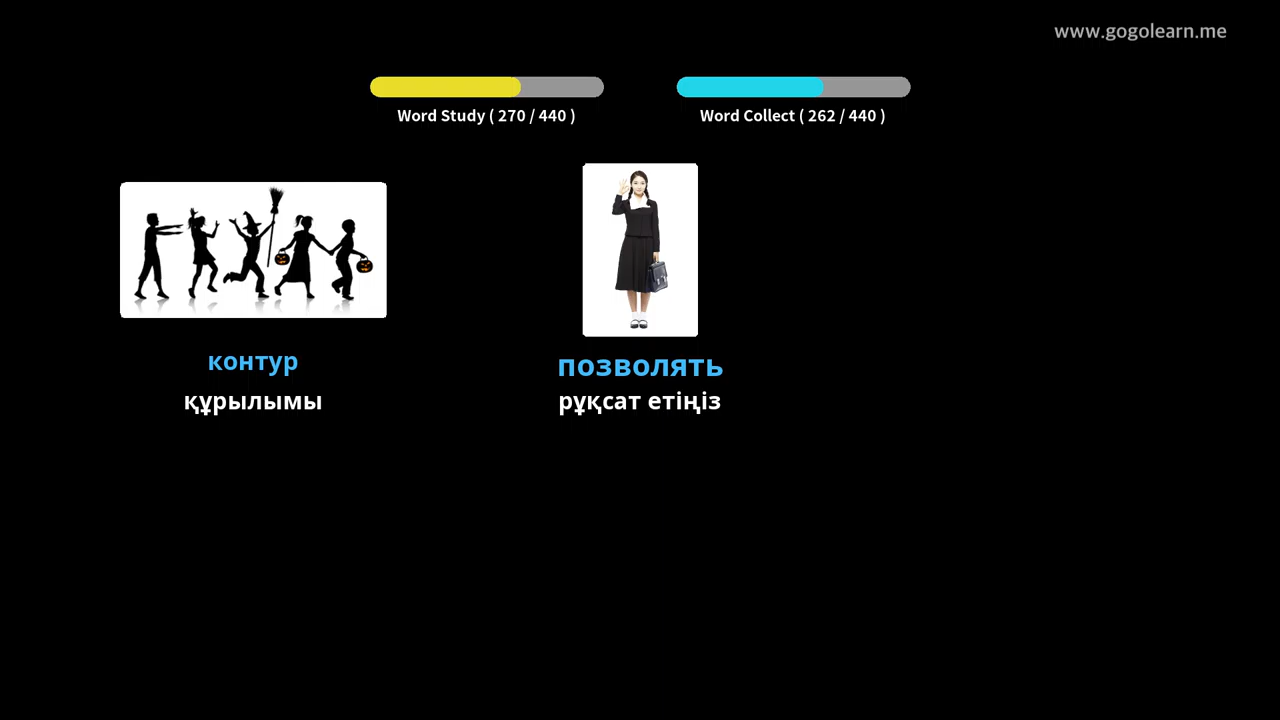 www.gogolearn.me
Word Study ( 270 / 440 )
Word Collect ( 262 / 440 )
контур
құрылымы
позволять
рұқсат етіңіз